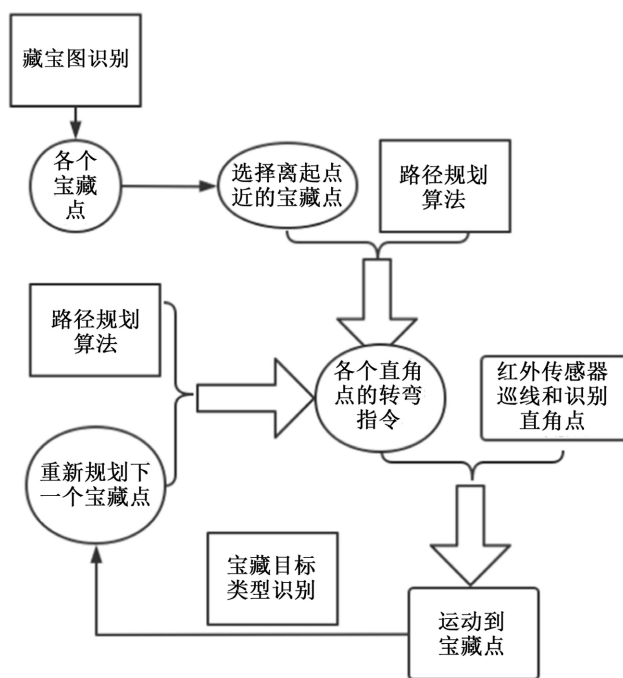 藏宝图识别
各个
宝藏
点
选择离起点
近的宝藏点
路径规划
算法
路径规划
算法
各个直角
点的转弯
指令
红外传感器
巡线和识别
直角点
重新规划下
一个宝藏点
宝藏目标
类型识别
运动到
宝藏点